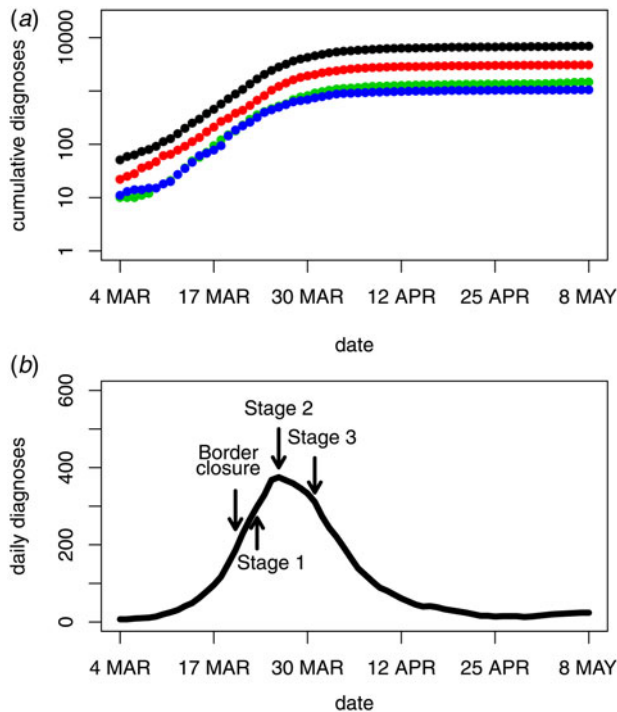 (a)
cumulative diagnoses
10000
100
10
1
4 MAR 17 MAR 30 MAR 12 APR 25 APR 8 MAY
date
(b)
daily diagnoses
600
400
200
0
Stage 2
Stage 3
Border
closure
Stage 1
4 MAR 17 MAR 30 MAR 12 APR 25 APR 8 MAY
date